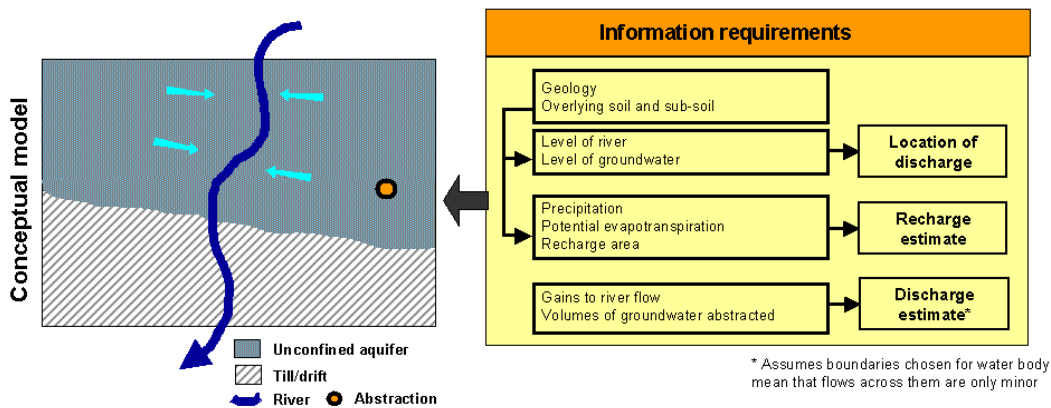 Conceptual model
Unconfined aquifer
Till/drift
River
Abstraction
Information requirements
Geology
Overlying soil and sub-soil
Level of river
Level of groundwater
Location of
discharge
Precipitation
Potential evapotranspiration
Recharge area
Recharge
estimate
Gains to river flow
Volumes of groundwater abstracted
Discharge
estimate*
* Assumes boundaries chosen for water body
mean that flows across them are only minor